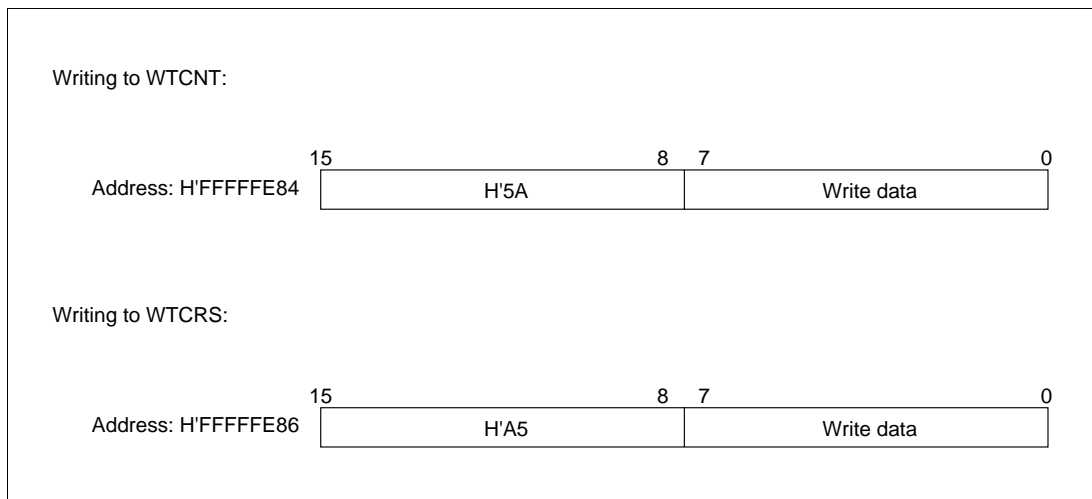 Writing to WTCNT:
15 8 7 0
Address: H'FFFFFE84 H'5A Write data
Writing to WTCRS:
15 8 7 0
Address: H'FFFFFE86 H'A5 Write data